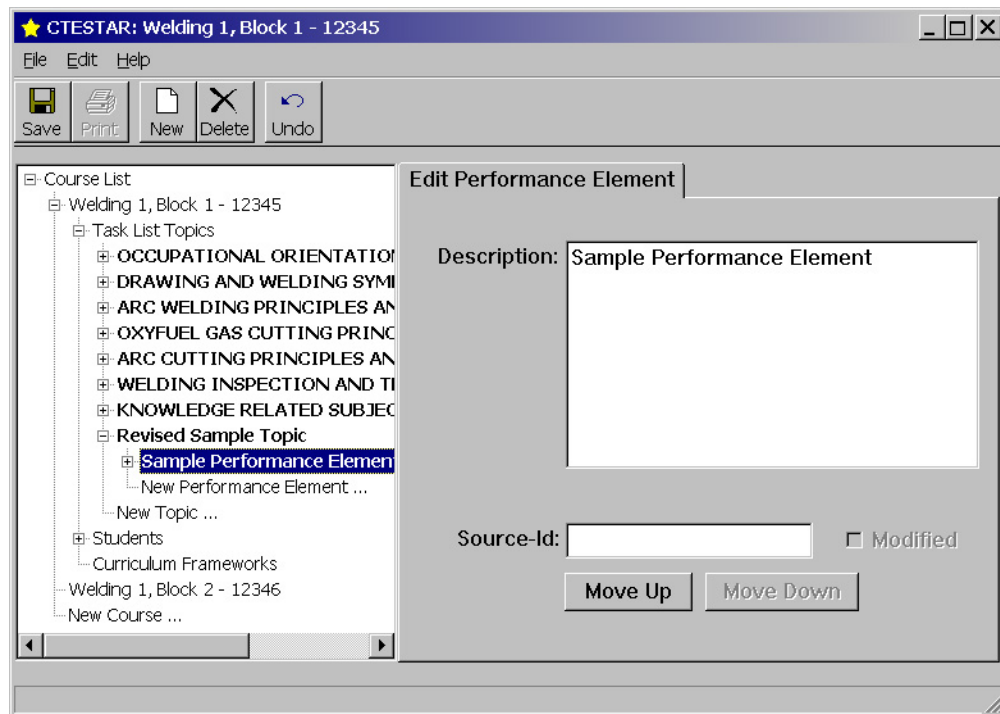 CTESTAR: Welding 1, Block 1 - 12345
File Edit Help
Save Print New Delete Undo
Course List
Welding 1, Block 1 - 12345
Task List Topics
OCCUPATIONAL ORIENTATIO
DRAWING AND WELDING SYM
ARC WELDING PRINCIPLES AN
OXYFUEL GAS CUTTING PRINC
ARC CUTTING PRINCIPLES AN
WELDING INSPECTION AND T
KNOWLEDGE RELATED SUBJEC
Revised Sample Topic
Sample Performance Elemen
New Performance Element ...
New Topic ...
Students
Curriculum Frameworks
Welding 1, Block 2 - 12346
New Course ...
Edit Performance Element
Description: Sample Performance Element
Source-Id:
Modified
Move Up Move Down